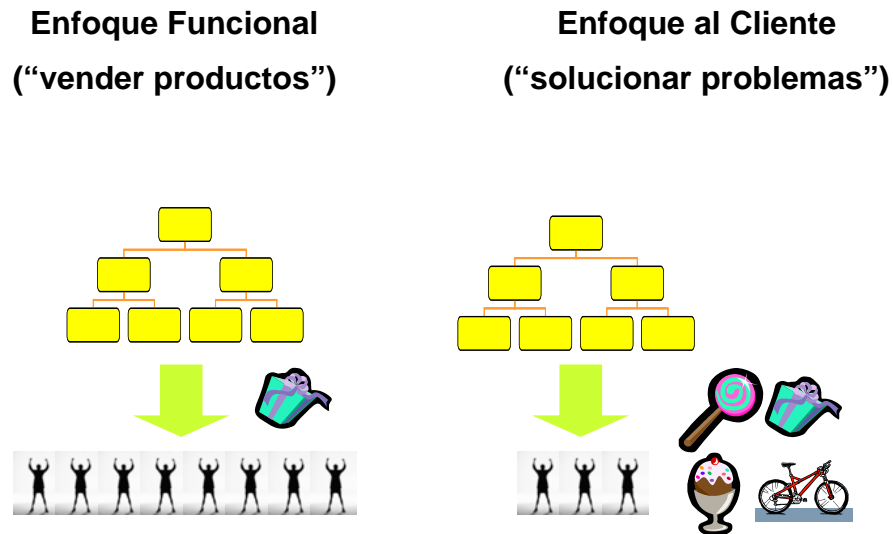 Enfoque Funcional
(“vender productos”)
Enfoque al Cliente
(“solucionar problemas”)